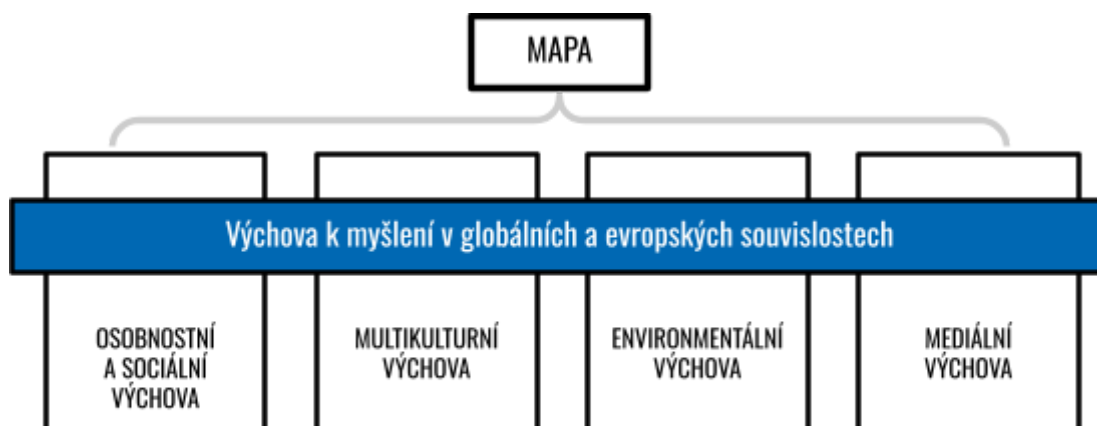 MAPA
Výchova k myšlení v globálních a evropských souvislostech
OSOBNOSTNÍ
A SOCIÁLNÍ
VÝCHOVA
MULTIKULTURNÍ
VÝCHOVA
ENVIRONMENTÁLNÍ
VÝCHOVA
MEDIÁLNÍ
VÝCHOVA